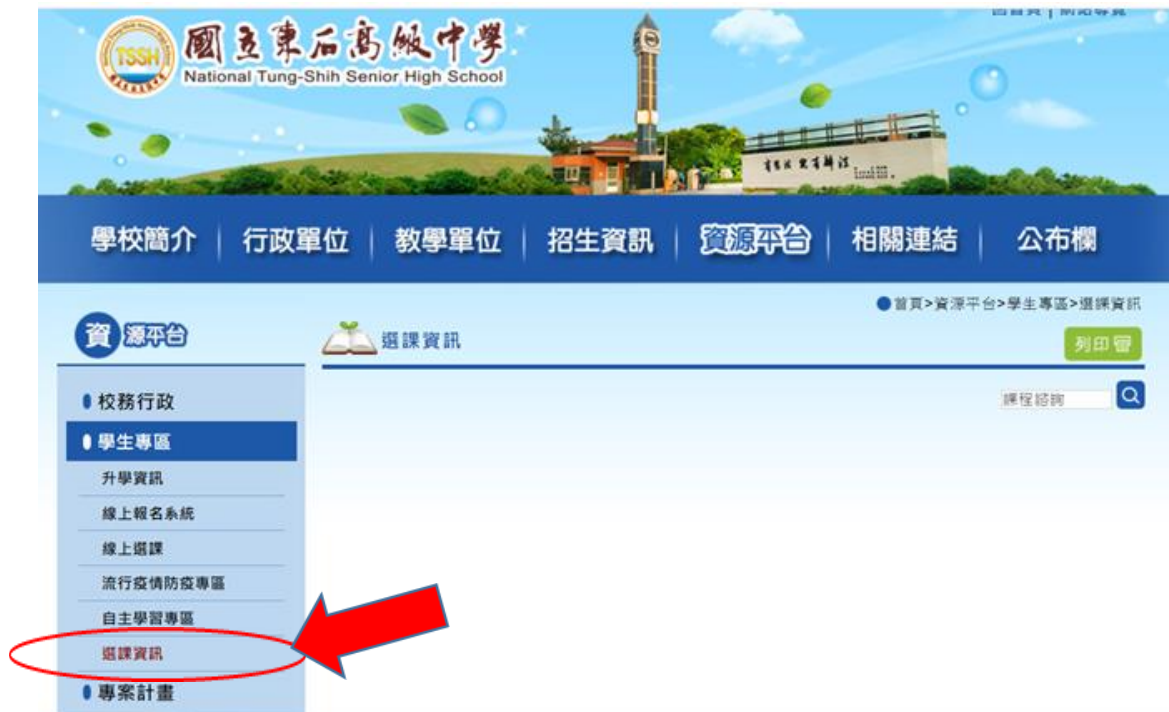 TSSH
國立東石高級中學
National Tung-Shih Senior High School
學校簡介 | 行政單位 | 教學單位 | 招生資訊 | 資源平台 | 相關連結 | 公布欄
首頁>資源平台>學生專區>選課資訊
資源平台
選課資訊
列印
課程諮詢
校務行政
學生專區
升學資訊
線上報名系統
線上選課
流行疫情防疫專區
自主學習專區
選課資訊
專案計畫